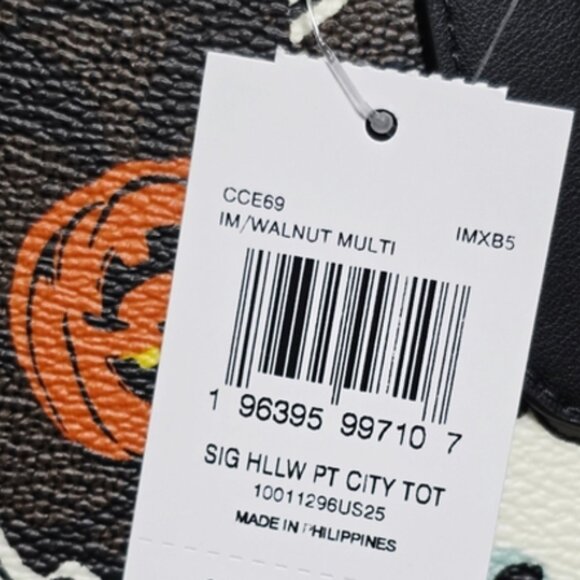 CCE69
IM/WALNUT MULTI IMXB5
1 96395 99710 7
SIG HLLW PT CITY TOT
10011296US25
MADE IN PHILIPPINES